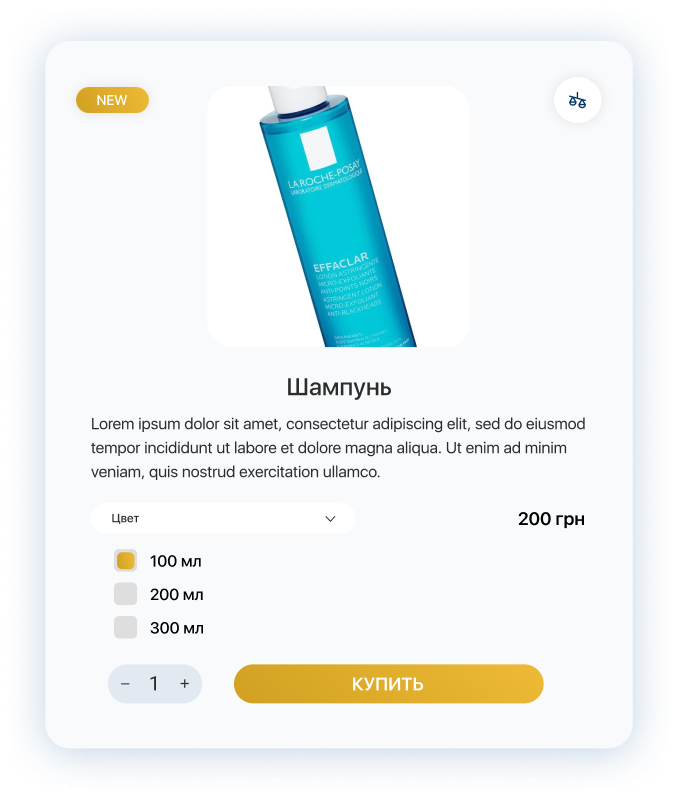 NEW
LA ROCHE-POSAY
LABORATOIRE DERMATOLOGIQUE
EFFACLAR
LOTION ASTRINGENTE
MICRO-EXFOLIANTE
ANTI-POINTS NOIRS
ASTRINGENT LOTION
MICRO-EXFOLIANT
ANTI-BLACKHEADS
Шампунь
Lorem ipsum dolor sit amet, consectetur adipiscing elit, sed do eiusmod
tempor incididunt ut labore et dolore magna aliqua. Ut enim ad minim
veniam, quis nostrud exercitation ullamco.
Цвет
200 грн
100 мл
200 мл
300 мл
− 1 +
КУПИТЬ